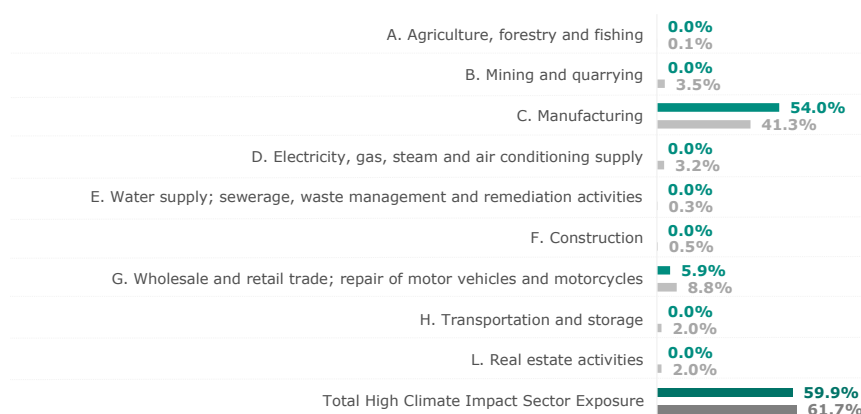 A. Agriculture, forestry and fishing
0.0%
0.1%
B. Mining and quarrying
0.0%
3.5%
C. Manufacturing
54.0%
41.3%
D. Electricity, gas, steam and air conditioning supply
0.0%
3.2%
E. Water supply; sewerage, waste management and remediation activities
0.0%
0.3%
F. Construction
0.0%
0.5%
G. Wholesale and retail trade; repair of motor vehicles and motorcycles
5.9%
8.8%
H. Transportation and storage
0.0%
2.0%
L. Real estate activities
0.0%
2.0%
Total High Climate Impact Sector Exposure
59.9%
61.7%